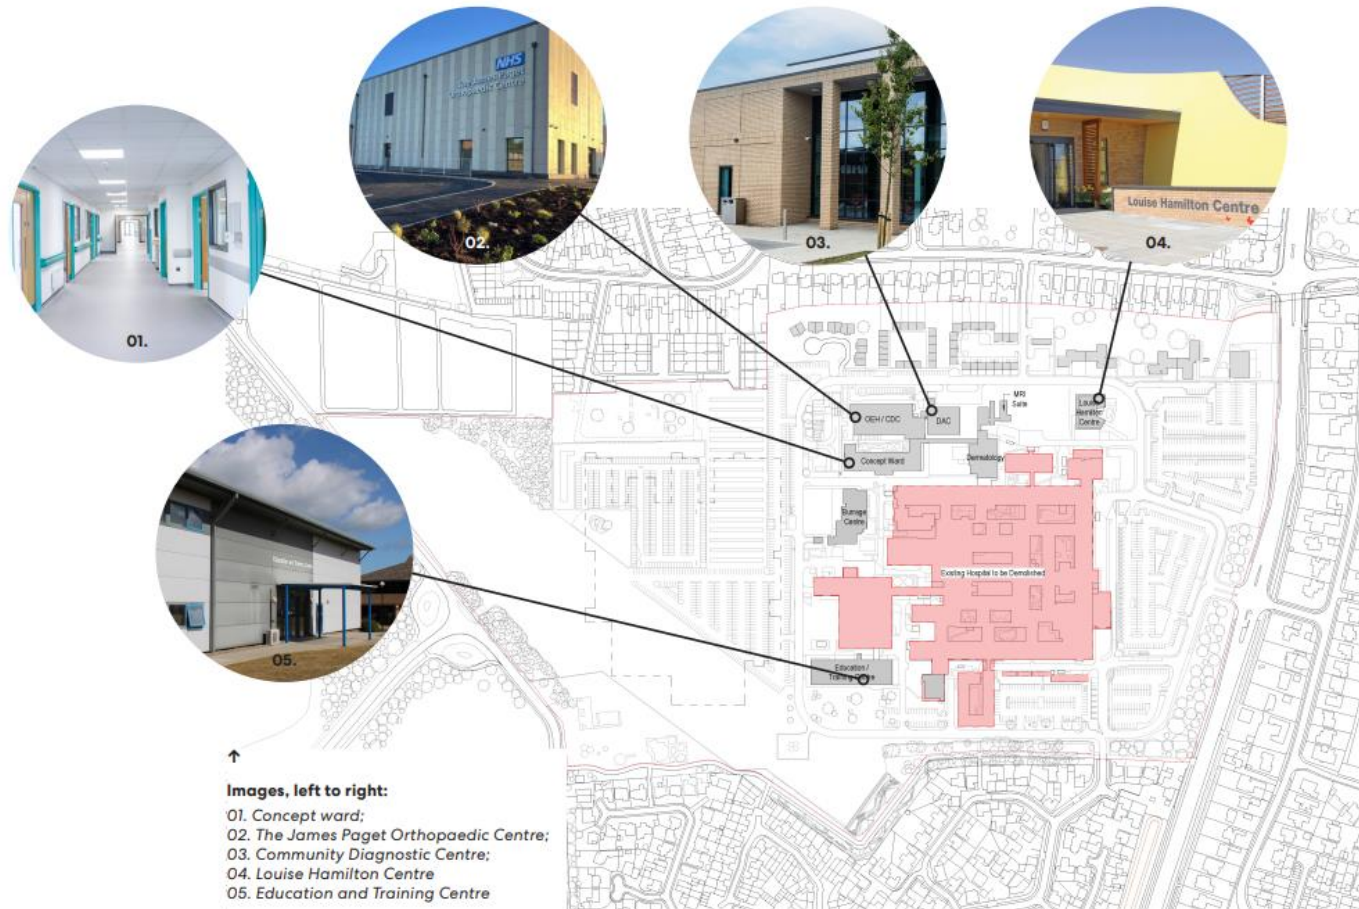 NHS
The James Paget
Orthopaedic Centre
Louise Hamilton Centre
01.
02.
03.
04.
05.
MRI
Suite
OEH / CDC
DAC
Louise
Hamilton
Centre
Concept Ward
Dermatology
Burrage
Centre
Existing Hospital to be Demolished
Education /
Training Centre
↑
Images, left to right:
01. Concept ward;
02. The James Paget Orthopaedic Centre;
03. Community Diagnostic Centre;
04. Louise Hamilton Centre
05. Education and Training Centre